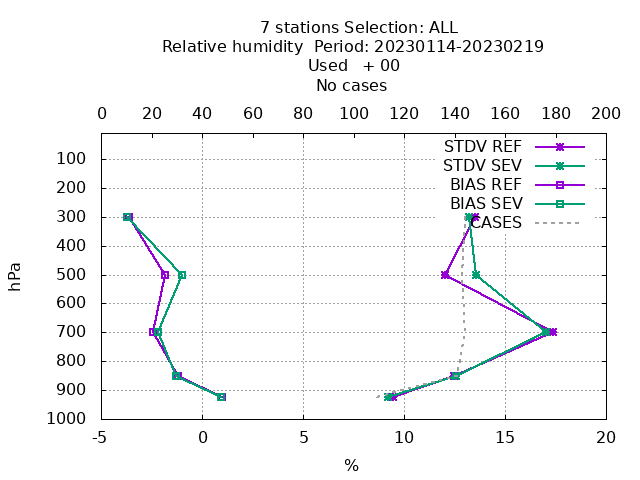 7 stations Selection: ALL
Relative humidity  Period: 20230114-20230219
Used   + 00
No cases
0 20 40 60 80 100 120 140 160 180 200
STDV REF
STDV SEV
BIAS REF
BIAS SEV
CASES
100
200
300
400
500
600
700
800
900
1000
hPa
-5 0 5 10 15 20
%